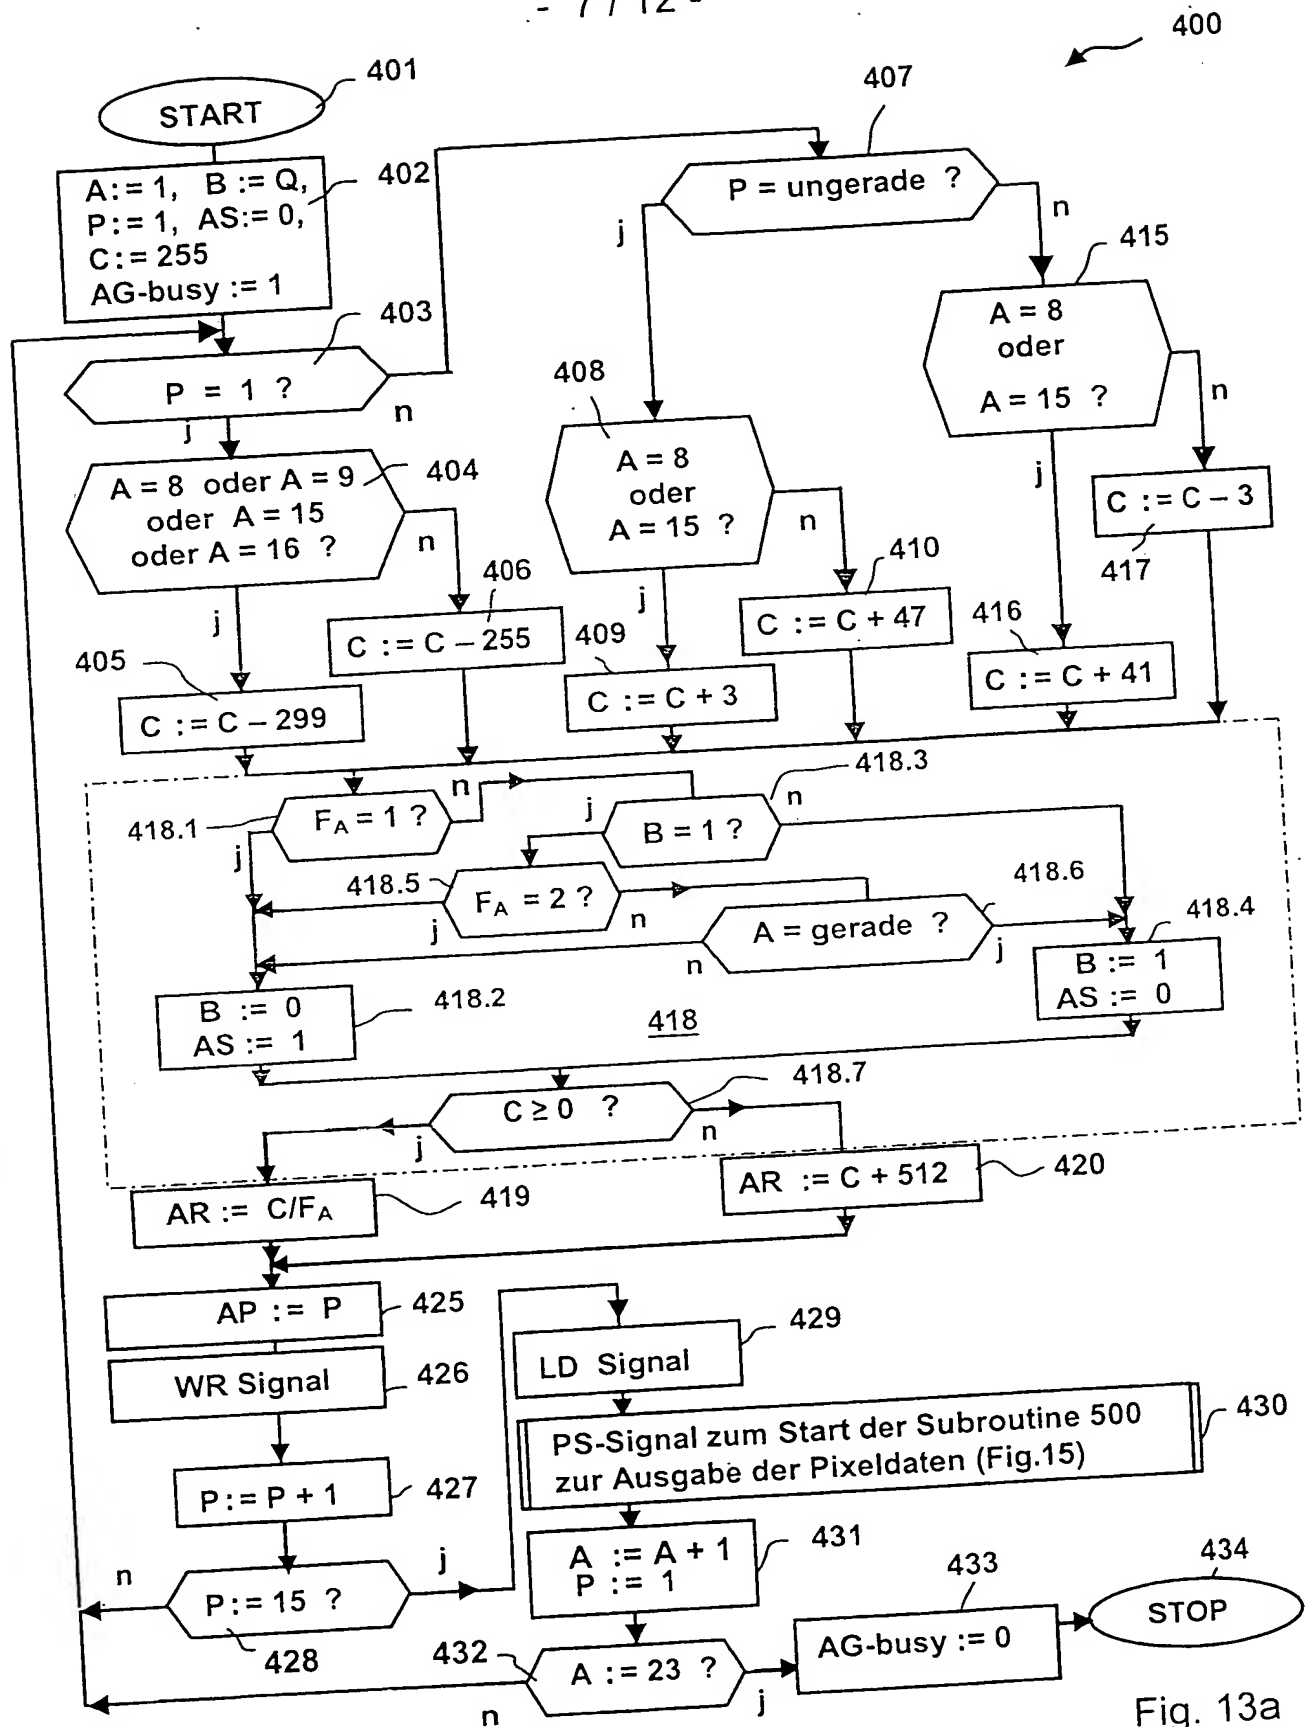 - 7 / 12 -
400
401
START
402
A:= 1, B := Q,
P:= 1, AS:= 0,
C:= 255
AG-busy := 1
403
P = 1 ?
n
j
404
A = 8 oder A = 9
oder A = 15
oder A = 16 ?
n
j
405
C := C – 299
406
C := C – 255
407
P = ungerade ?
j
n
408
A = 8
oder
A = 15 ?
n
j
409
C := C + 3
410
C := C + 47
415
A = 8
oder
A = 15 ?
n
j
416
C := C + 41
C := C – 3
417
418.1
FA = 1 ?
n
j
418.3
B = 1 ?
j
n
418.5
FA = 2 ?
j
n
418.6
A = gerade ?
n
j
418.4
B := 1
AS := 0
418.2
B := 0
AS := 1
418
418.7
C ≥ 0 ?
j
n
419
AR := C/FA
420
AR := C + 512
AP := P
425
WR Signal
426
P:= P + 1
427
n
P:= 15 ?
j
428
LD Signal
429
PS-Signal zum Start der Subroutine 500
zur Ausgabe der Pixeldaten (Fig.15)
430
A := A + 1
P := 1
431
432
A := 23 ?
n
j
433
AG-busy := 0
434
STOP
Fig. 13a